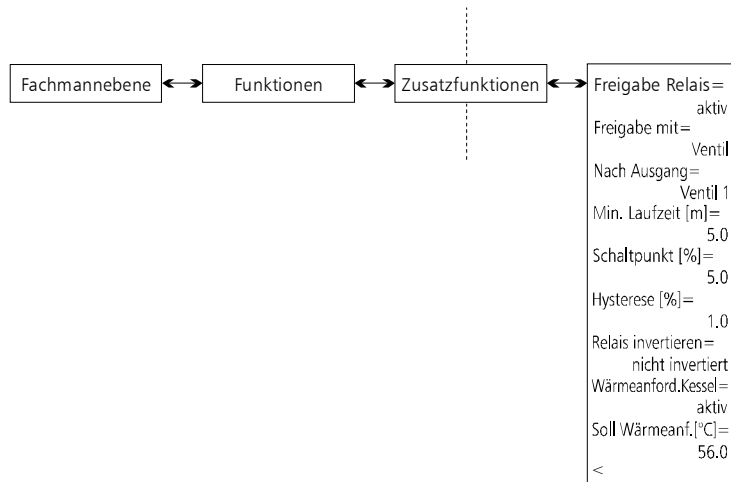 Fachmannebene
Funktionen
Zusatzfunktionen
Freigabe Relais=
aktiv
Freigabe mit=
Ventil
Nach Ausgang=
Ventil 1
Min. Laufzeit [m]=
5.0
Schaltpunkt [%]=
5.0
Hysterese [%]=
1.0
Relais invertieren=
nicht invertiert
Wärmeanford.Kessel=
aktiv
Soll Wärmeanf.[°C]=
56.0
<